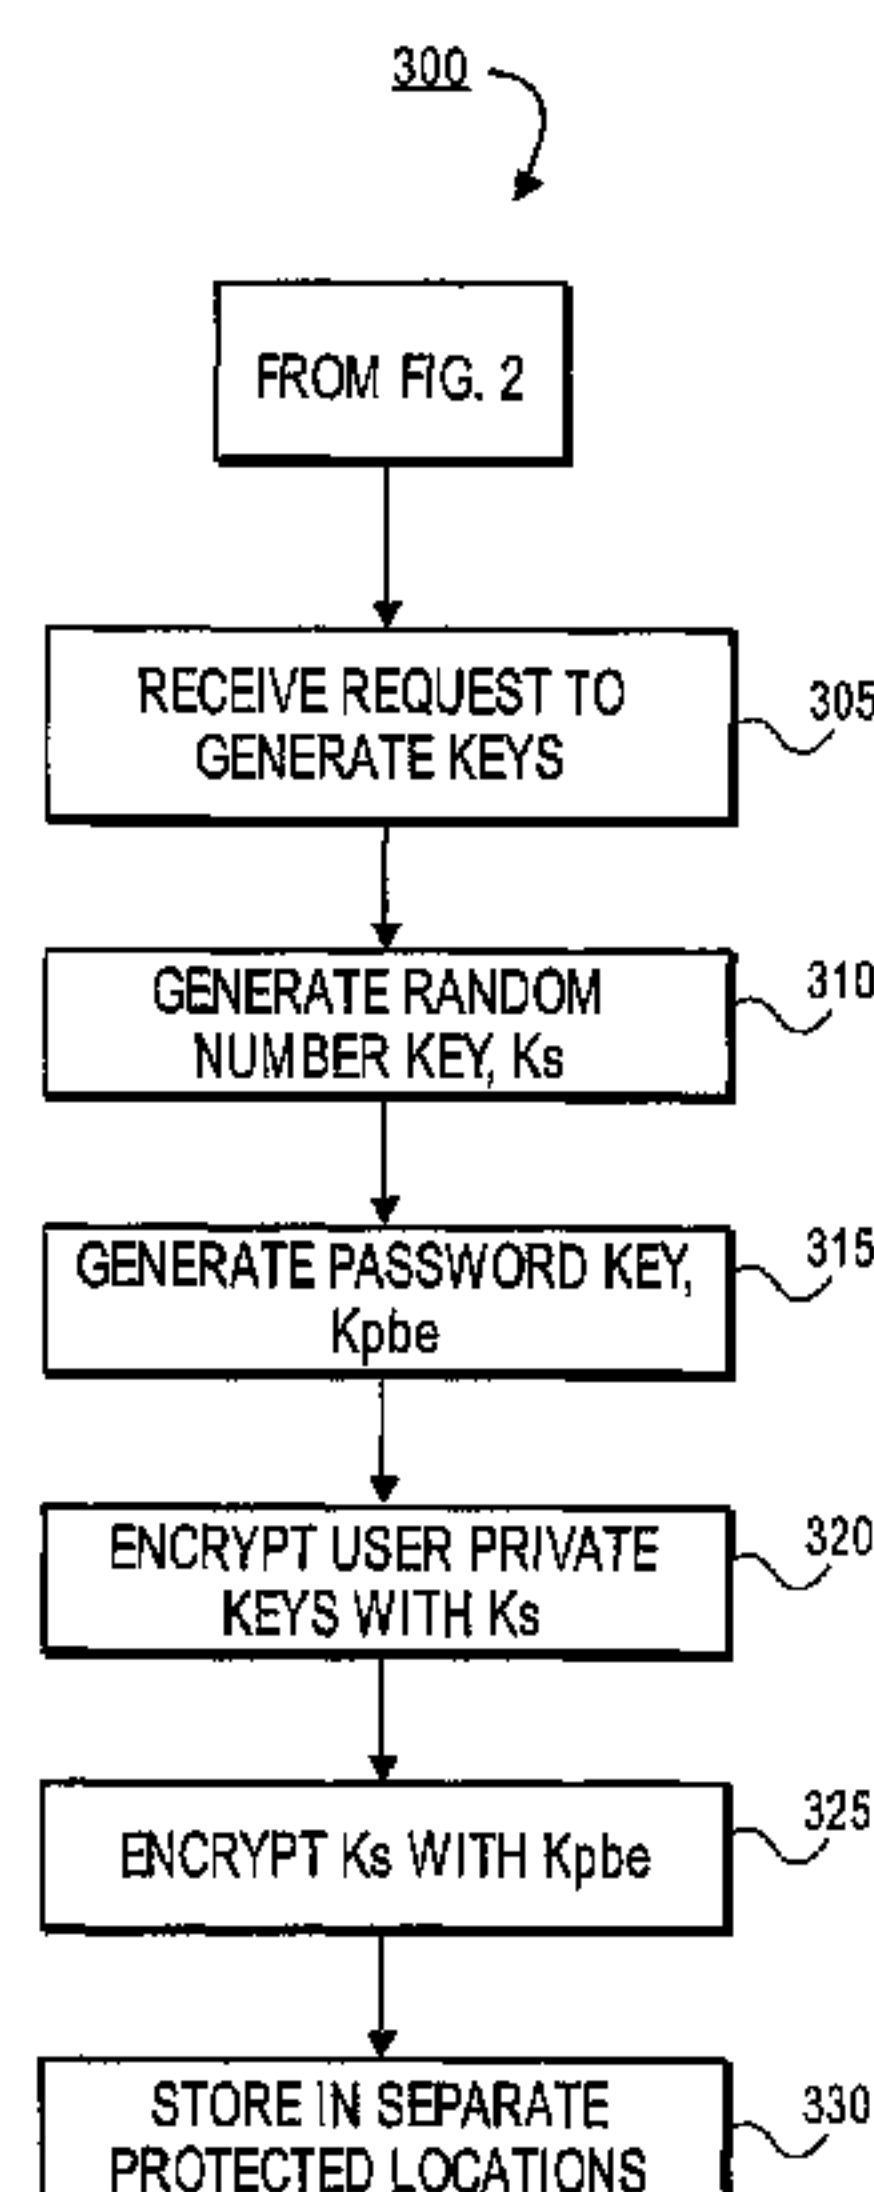 300
FROM FIG. 2
RECEIVE REQUEST TO
GENERATE KEYS
305
GENERATE RANDOM
NUMBER KEY, Ks
310
GENERATE PASSWORD KEY,
Kpbe
315
ENCRYPT USER PRIVATE
KEYS WITH Ks
320
ENCRYPT Ks WITH Kpbe
325
STORE IN SEPARATE
PROTECTED LOCATIONS
330